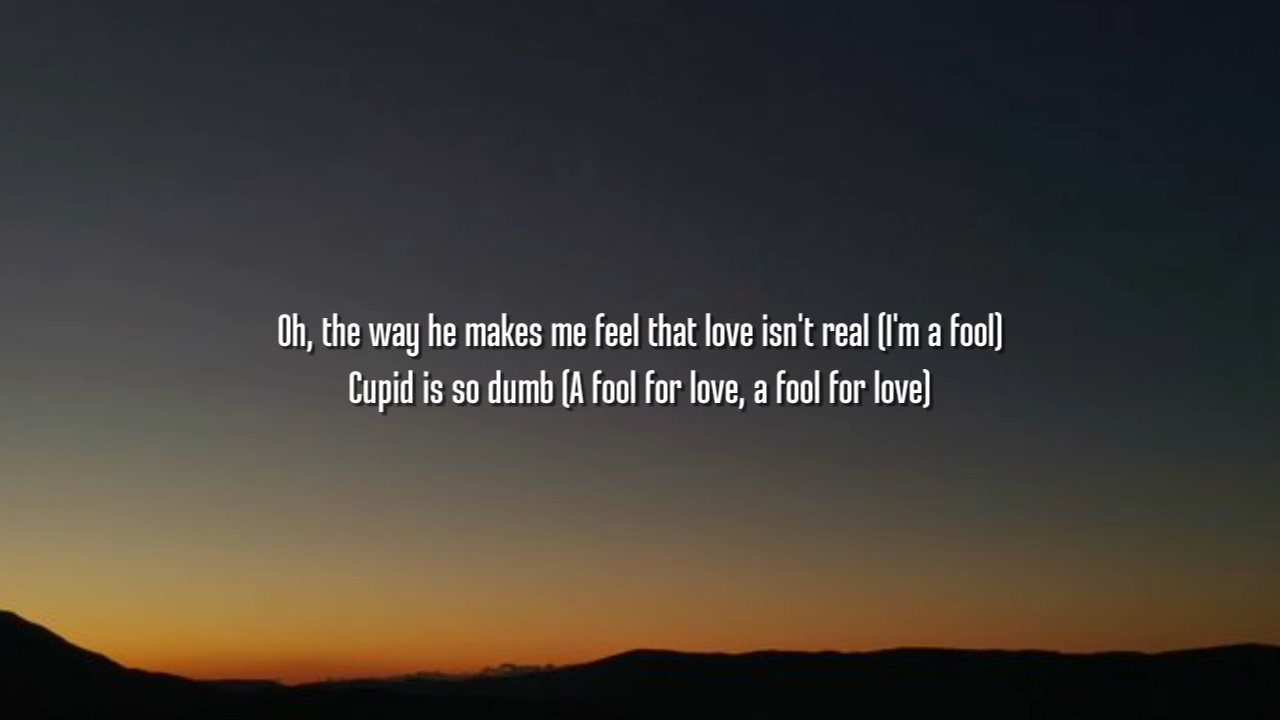 Oh, the way he makes me feel that love isn't real (I'm a fool)
Cupid is so dumb (A fool for love, a fool for love)